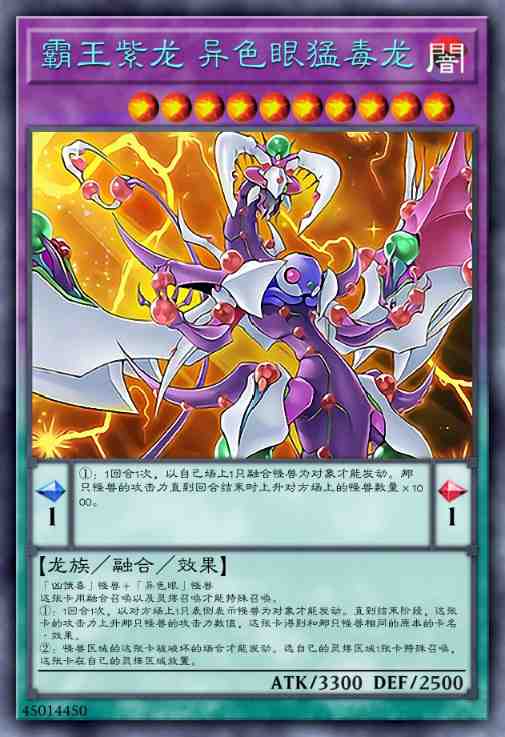 霸王紫龙 异色眼猛毒龙 闇
①：1回合1次，以自己场上1只融合怪兽为对象才能发动。那
只怪兽的攻击力直到回合结束时上升对方场上的怪兽数量×10
00。
1
1
【龙族／融合／效果】
「凶饿毒」怪兽＋「异色眼」怪兽
这张卡用融合召唤以及灵摆召唤才能特殊召唤。
①：1回合1次，以对方场上1只表侧表示怪兽为对象才能发动。直到结束阶段，这张
卡的攻击力上升那只怪兽的攻击力数值，这张卡得到和那只怪兽相同的原本的卡名
·效果。
②：怪兽区域的这张卡被破坏的场合才能发动。选自己的灵摆区域1张卡特殊召唤，
这张卡在自己的灵摆区域放置。
ATK/3300 DEF/2500
45014450